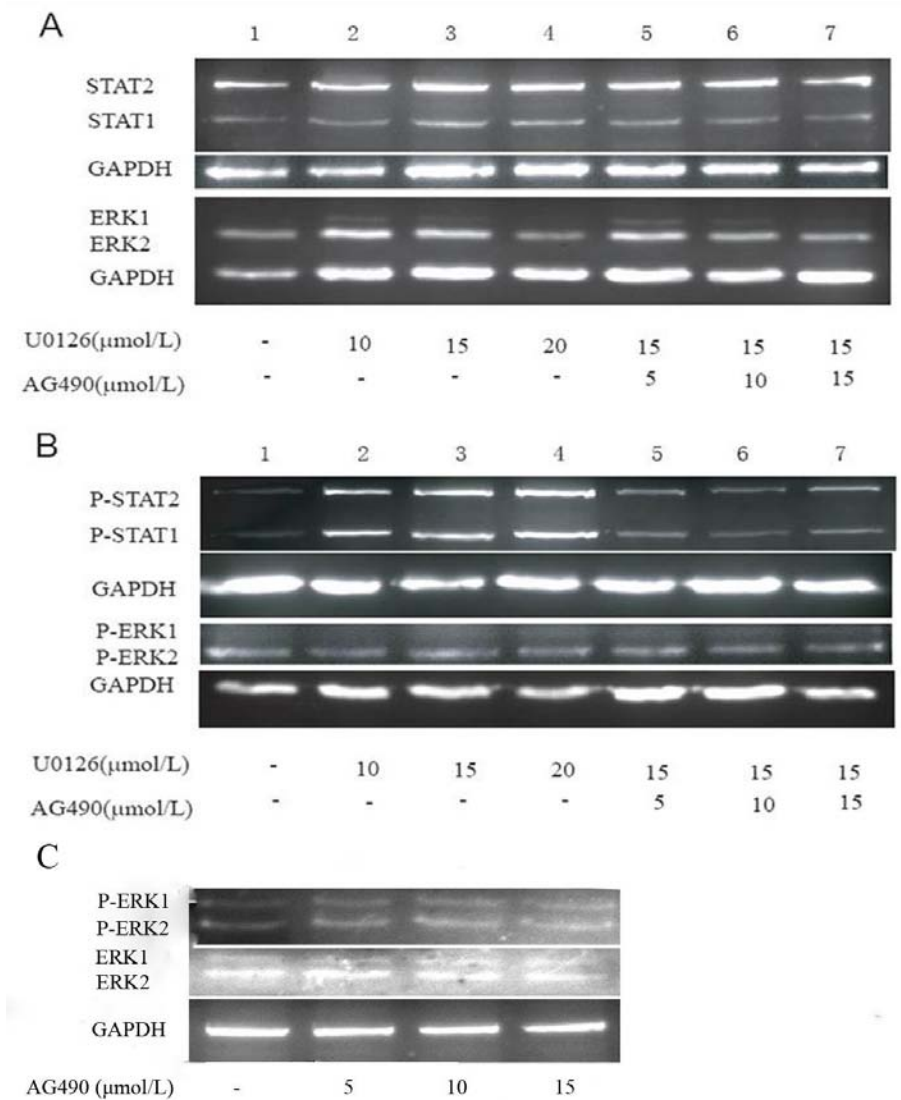 A
1 2 3 4 5 6 7
STAT2
STAT1
GAPDH
ERK1
ERK2
GAPDH
U0126(μmol/L) - 10 15 20 15 15 15
AG490(μmol/L) - - - - 5 10 15
B
1 2 3 4 5 6 7
P-STAT2
P-STAT1
GAPDH
P-ERK1
P-ERK2
GAPDH
U0126(μmol/L) - 10 15 20 15 15 15
AG490(μmol/L) - - - - 5 10 15
C
P-ERK1
P-ERK2
ERK1
ERK2
GAPDH
AG490 (μmol/L) - 5 10 15